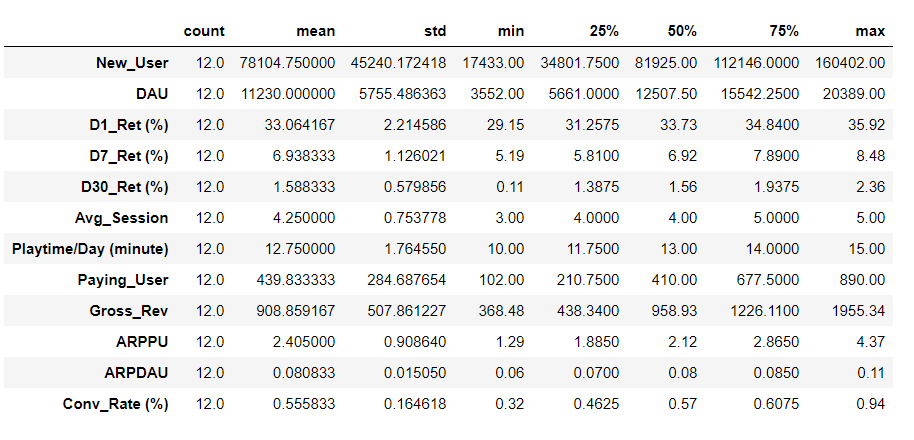 count mean std min 25% 50% 75% max
New_User 12.0 78104.750000 45240.172418 17433.00 34801.7500 81925.00 112146.0000 160402.00
DAU 12.0 11230.000000 5755.486363 3552.00 5661.0000 12507.50 15542.2500 20389.00
D1_Ret (%) 12.0 33.064167 2.214586 29.15 31.2575 33.73 34.8400 35.92
D7_Ret (%) 12.0 6.938333 1.126021 5.19 5.8100 6.92 7.8900 8.48
D30_Ret (%) 12.0 1.588333 0.579856 0.11 1.3875 1.56 1.9375 2.36
Avg_Session 12.0 4.250000 0.753778 3.00 4.0000 4.00 5.0000 5.00
Playtime/Day (minute) 12.0 12.750000 1.764550 10.00 11.7500 13.00 14.0000 15.00
Paying_User 12.0 439.833333 284.687654 102.00 210.7500 410.00 677.5000 890.00
Gross_Rev 12.0 908.859167 507.861227 368.48 438.3400 958.93 1226.1100 1955.34
ARPPU 12.0 2.405000 0.908640 1.29 1.8850 2.12 2.8650 4.37
ARPDAU 12.0 0.080833 0.015050 0.06 0.0700 0.08 0.0850 0.11
Conv_Rate (%) 12.0 0.555833 0.164618 0.32 0.4625 0.57 0.6075 0.94